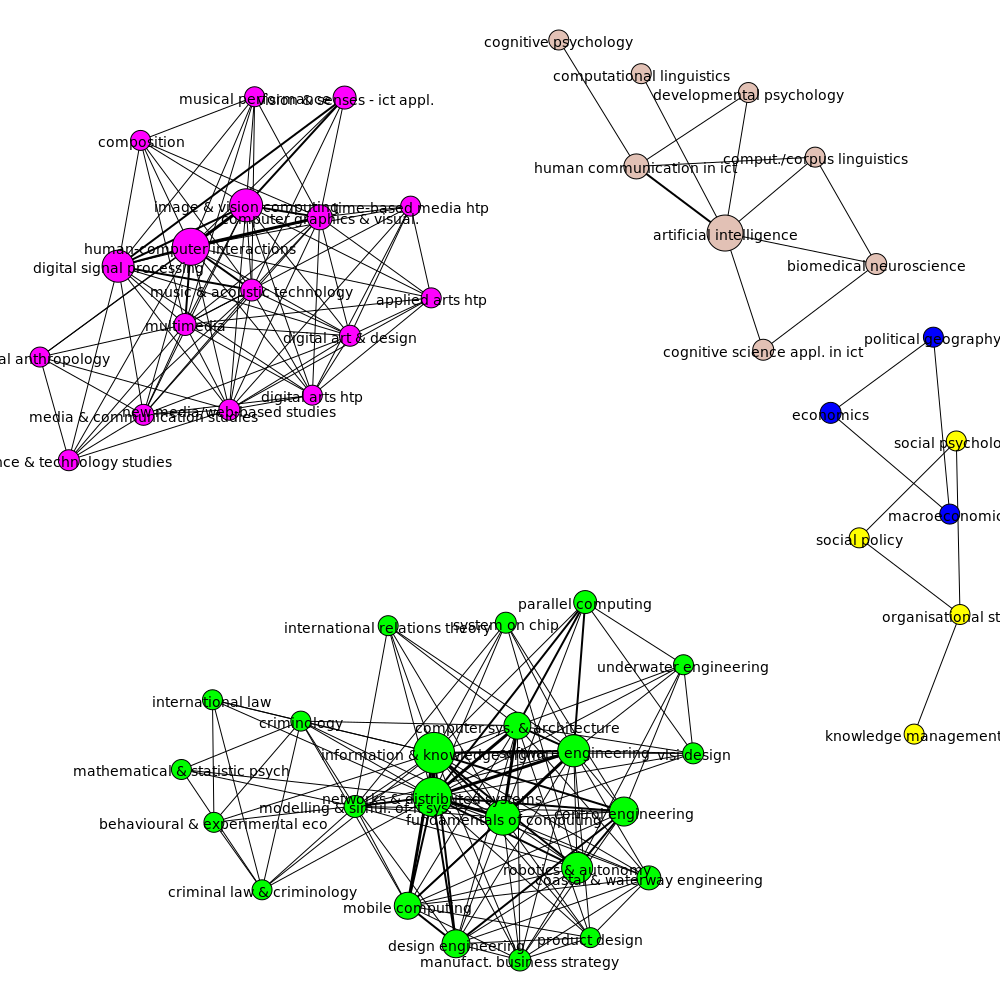 cognitive psychology
computational linguistics
developmental psychology
musical performance
vision & senses - ict appl.
composition
human communication in ict
comput./corpus linguistics
image & vision computing
time-based media htp
computer graphics & visual.
artificial intelligence
human-computer interactions
digital signal processing
biomedical neuroscience
music & acoustic technology
applied arts htp
multimedia
digital art & design
political geography
al anthropology
cognitive science appl. in ict
digital arts htp
new media/web-based studies
media & communication studies
economics
social psycholo
nce & technology studies
macroeconomic
social policy
parallel computing
organisational st
international relations theory
system on chip
underwater engineering
international law
criminology
computer sys. & architecture
knowledge management
information & knowledge
software engineering
vlsi design
mathematical & statistic psych
networks & distributed systems
modelling & simul. of
control engineering
fundamentals of computing
behavioural & experimental eco
robotics & autonomy
coastal & waterway engineering
criminal law & criminology
mobile computing
product design
design engineering
manufact. business strategy